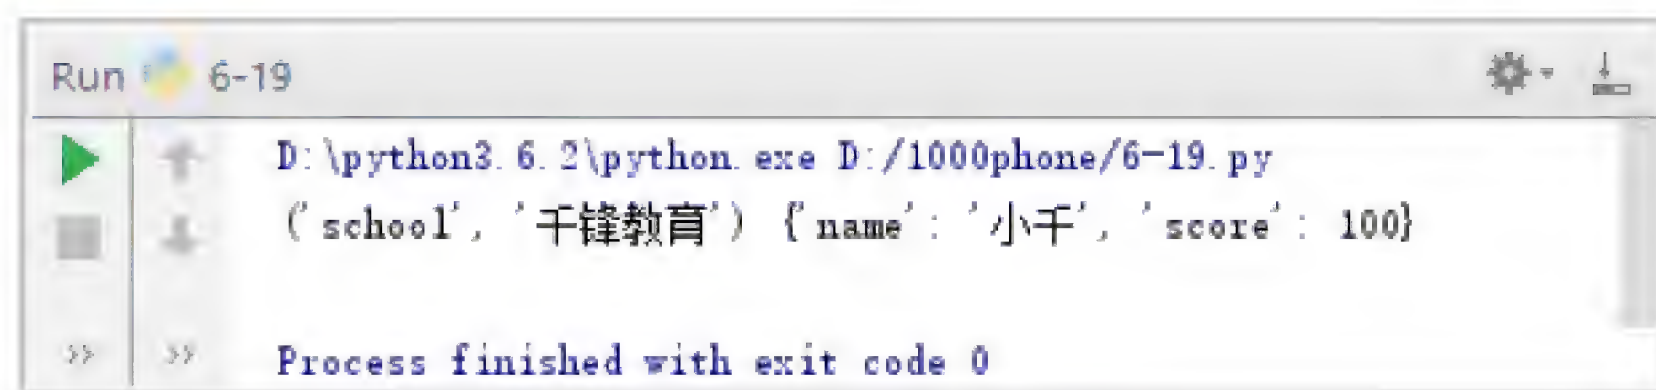 Run 6-19
D:\python3.6.2\python.exe D:/1000phone/6-19.py
('school', '千锋教育') {'name': '小千', 'score': 100}
Process finished with exit code 0